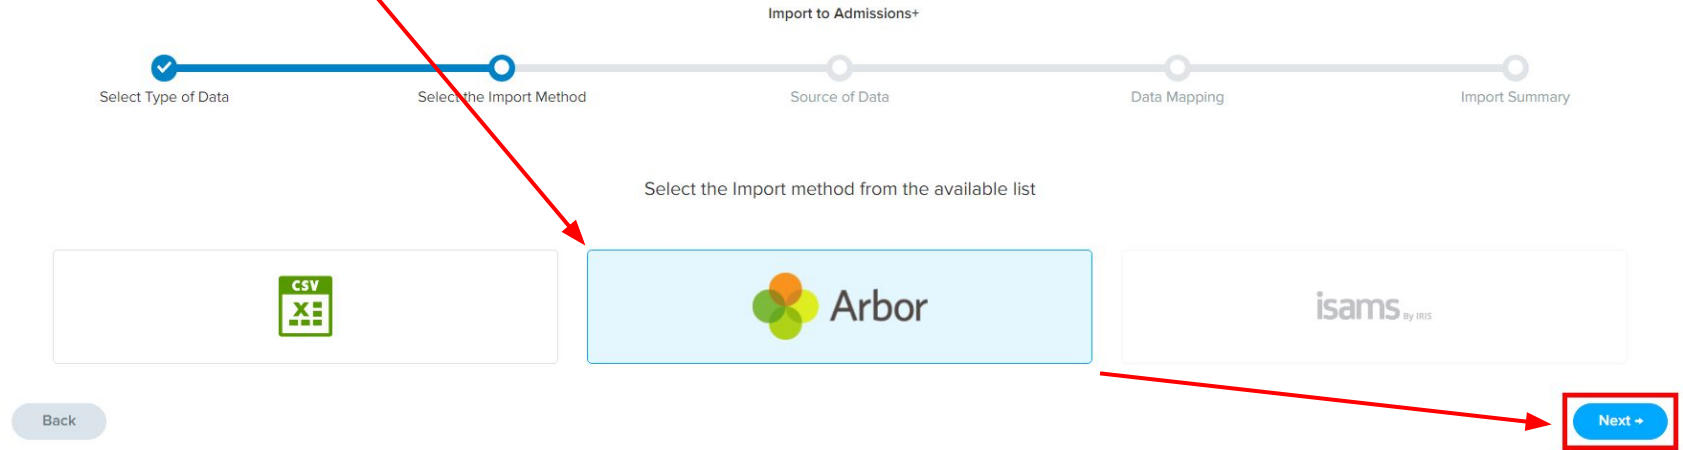 Import to Admissions+
Select Type of Data
Select the Import Method
Source of Data
Data Mapping
Import Summary
Select the Import method from the available list
CSV
X
Arbor
isams By IRIS
Back
Next →